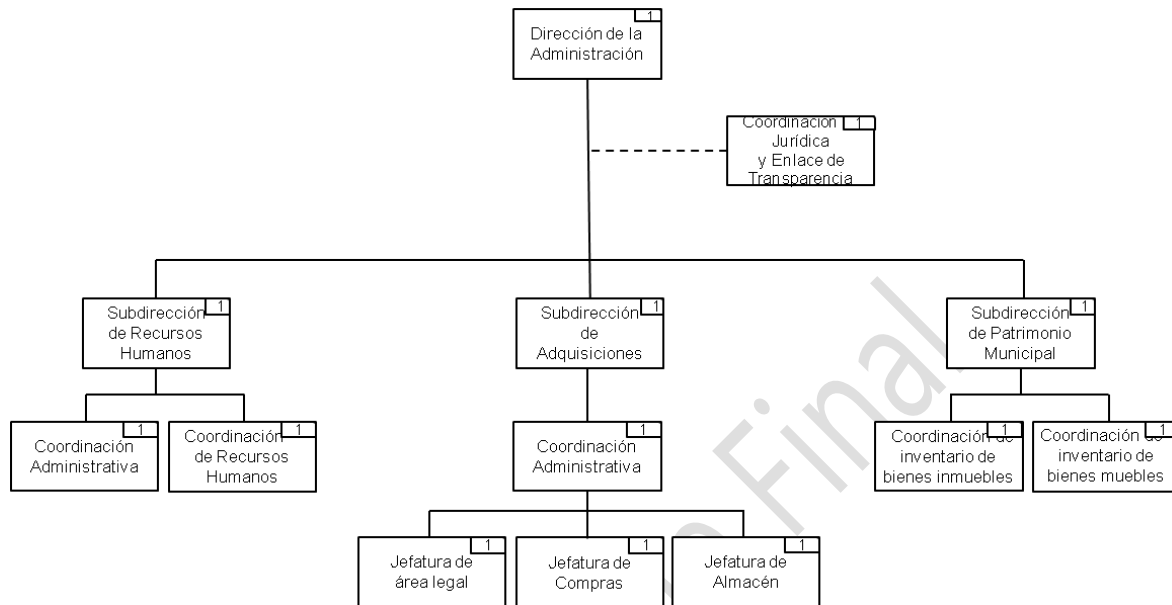 1
Dirección de la
Administración
1
Coordinación
Jurídica
y Enlace de
Transparencia
1
Subdirección
de Recursos
Humanos
1
Subdirección
de
Adquisiciones
1
Subdirección
de Patrimonio
Municipal
1
Coordinación
Administrativa
1
Coordinación
de Recursos
Humanos
1
Coordinación
Administrativa
1
Coordinación de
inventario de
bienes inmuebles
1
Coordinación de
inventario de
bienes muebles
1
Jefatura de
área legal
1
Jefatura de
Compras
1
Jefatura de
Almacén
Final